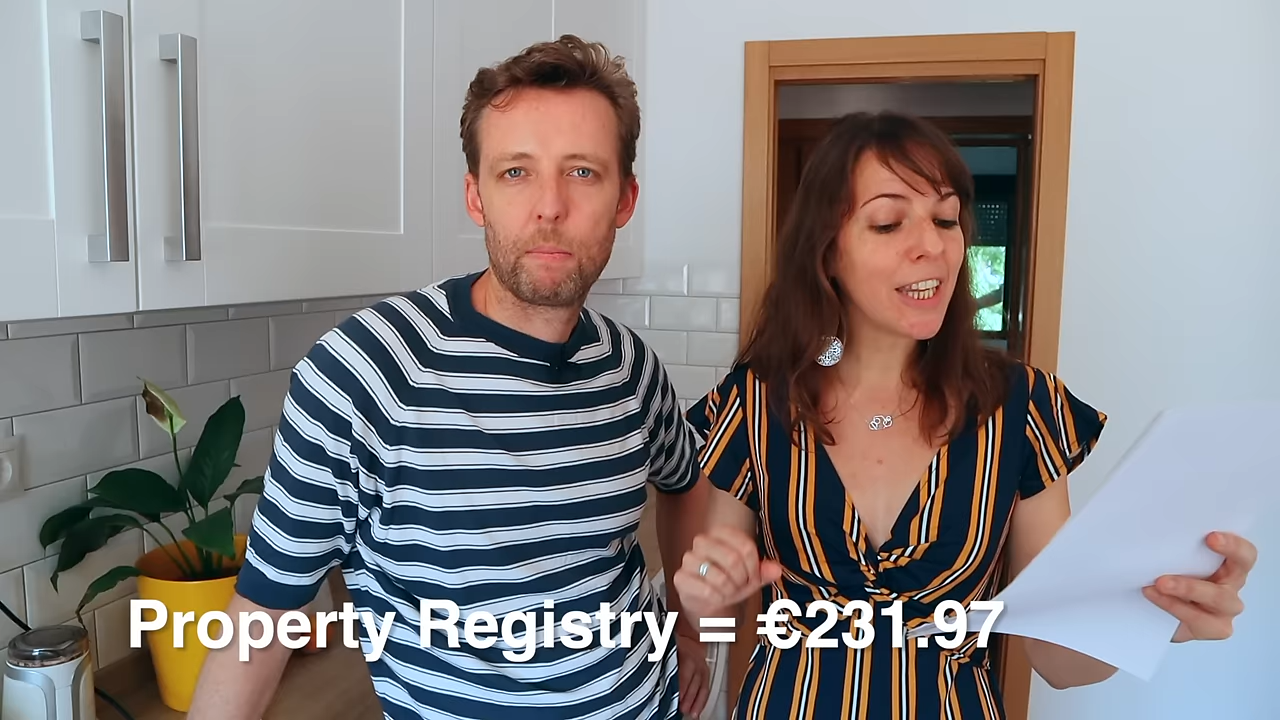 Property Registry = €231.97